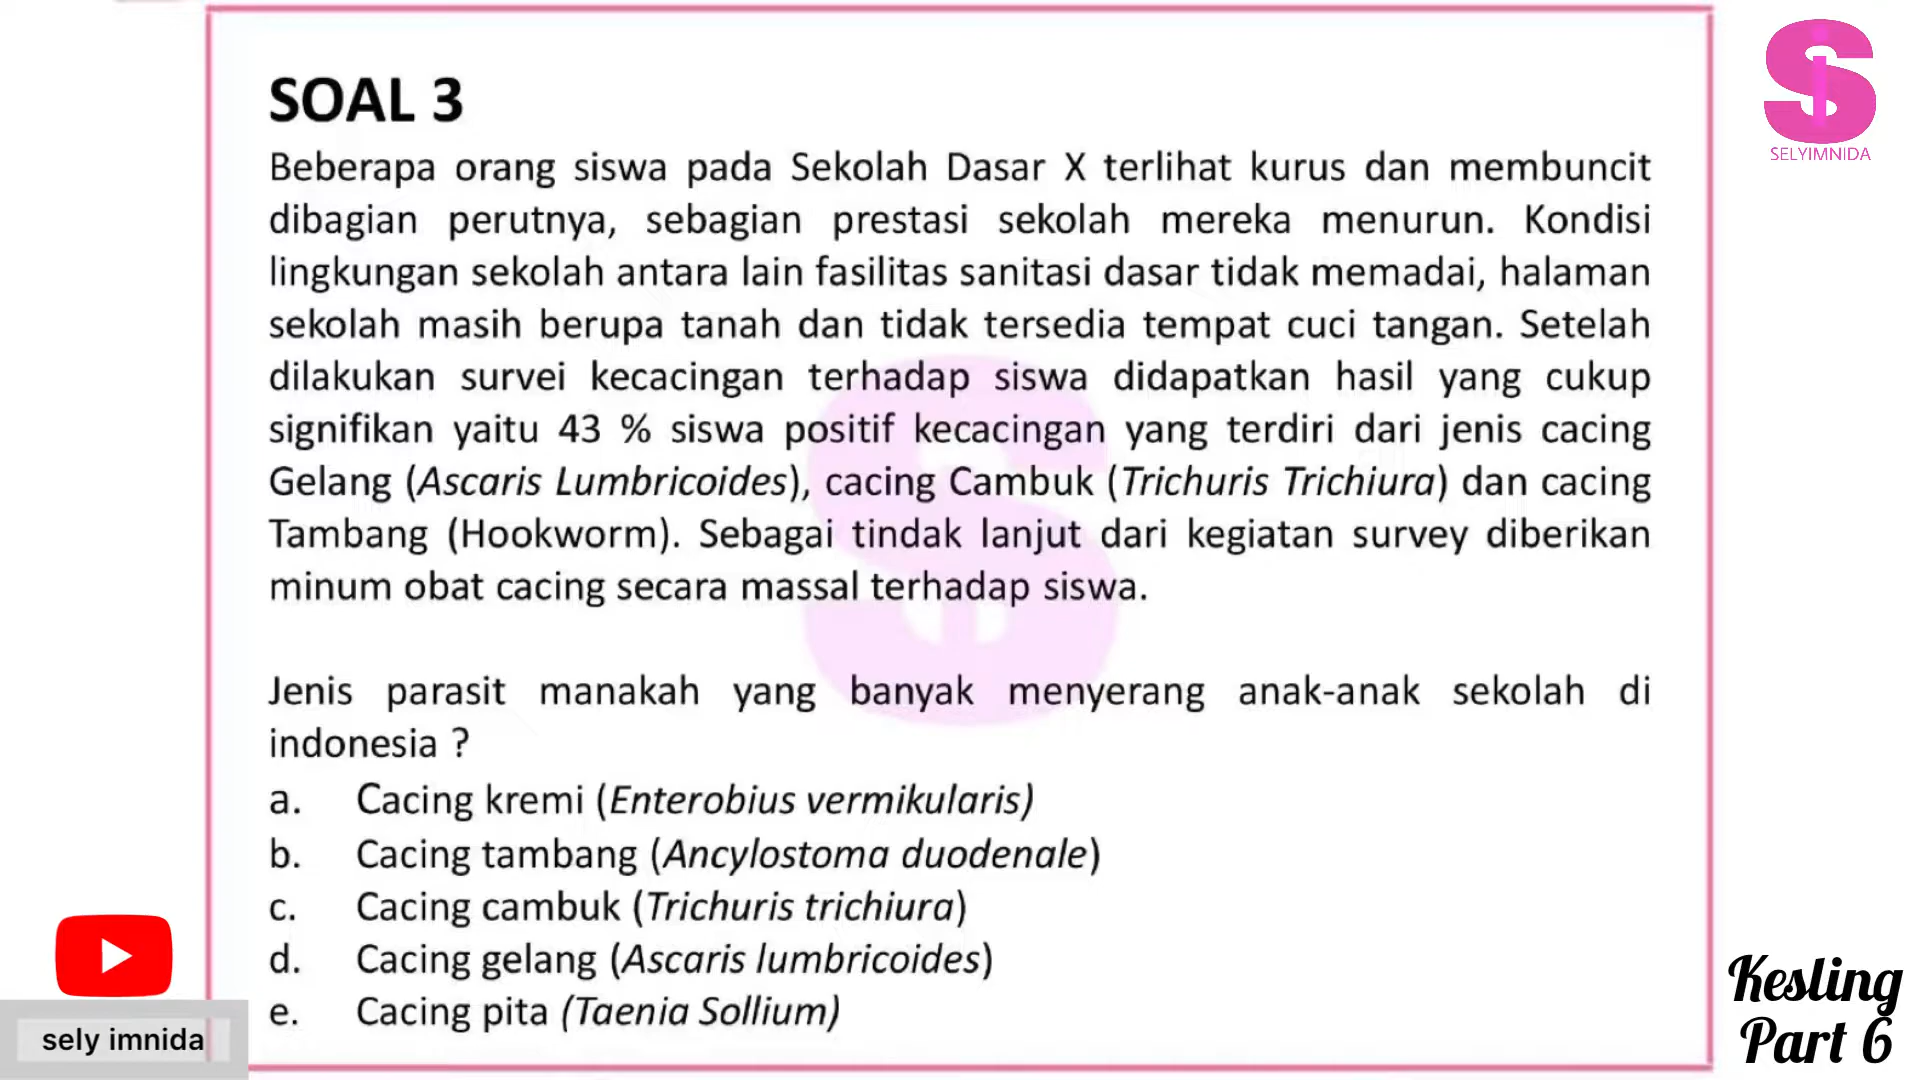 SOAL 3
Beberapa orang siswa pada Sekolah Dasar X terlihat kurus dan membuncit
dibagian perutnya, sebagian prestasi sekolah mereka menurun. Kondisi
lingkungan sekolah antara lain fasilitas sanitasi dasar tidak memadai, halaman
sekolah masih berupa tanah dan tidak tersedia tempat cuci tangan. Setelah
dilakukan survei kecacingan terhadap siswa didapatkan hasil yang cukup
signifikan yaitu 43 % siswa positif kecacingan yang terdiri dari jenis cacing
Gelang (Ascaris Lumbricoides), cacing Cambuk (Trichuris Trichiura) dan cacing
Tambang (Hookworm). Sebagai tindak lanjut dari kegiatan survey diberikan
minum obat cacing secara massal terhadap siswa.
Jenis parasit manakah yang banyak menyerang anak-anak sekolah di
indonesia ?
a. Cacing kremi (Enterobius vermikularis)
b. Cacing tambang (Ancylostoma duodenale)
c. Cacing cambuk (Trichuris trichiura)
d. Cacing gelang (Ascaris lumbricoides)
e. Cacing pita (Taenia Sollium)
SELYIMNIDA
sely imnida
Kesling
Part 6